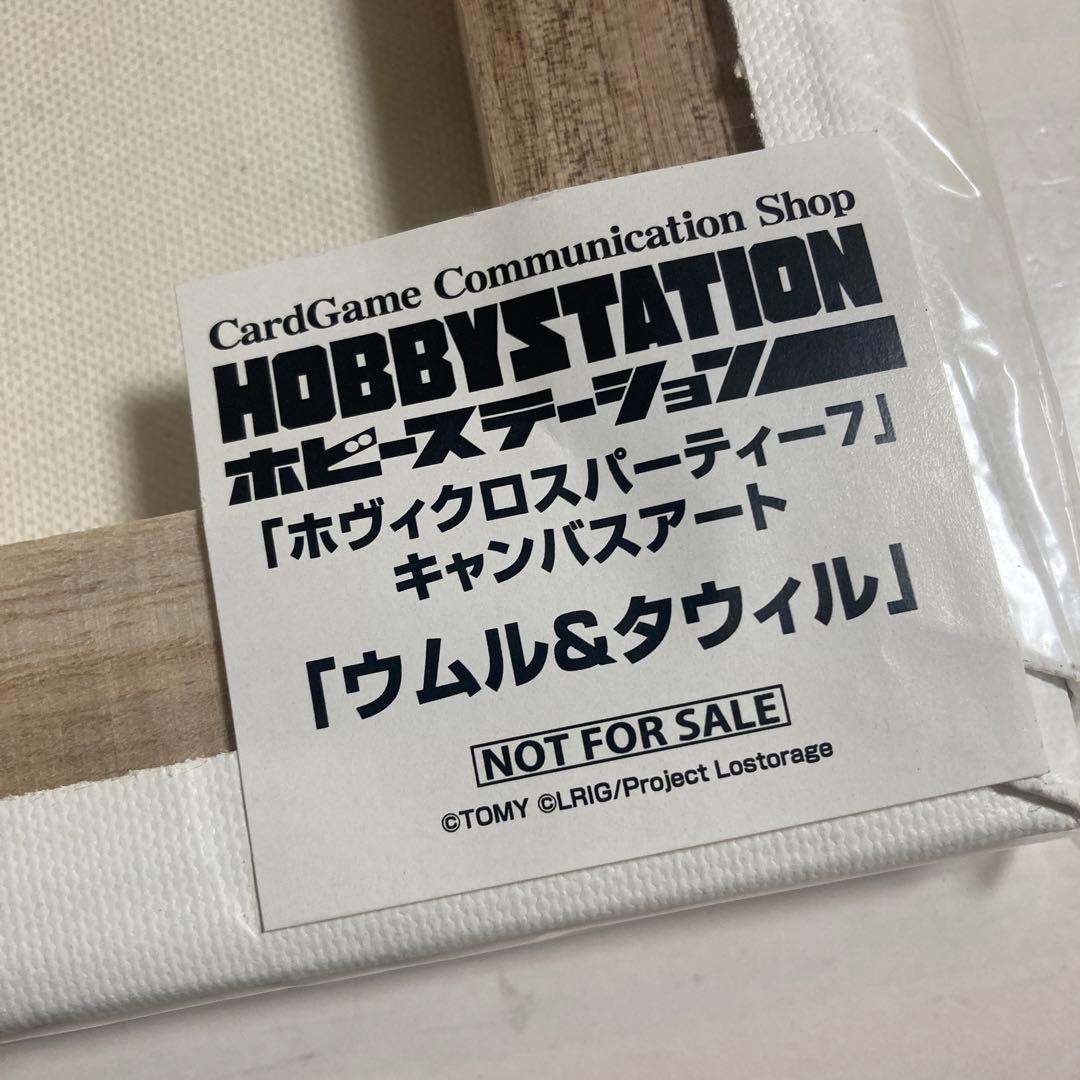 CardGame Communication Shop
HOBBYSTATION
ホビーステーション
「ホヴィクロスパーティー7」
キャンバスアート
「ウムル&タウィル」
NOT FOR SALE
©TOMY ©LRIG/Project Lostorage